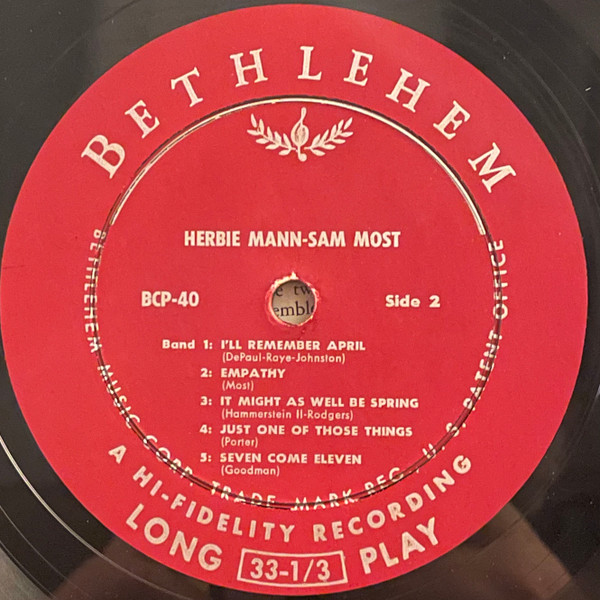 BETHLEHEM
HERBIE MANN-SAM MOST
BCP-40
Side 2
Band 1: I'LL REMEMBER APRIL
(DePaul-Raye-Johnston)
2: EMPATHY
(Most)
3: IT MIGHT AS WELL BE SPRING
(Hammerstein II-Rodgers)
4: JUST ONE OF THOSE THINGS
(Porter)
5: SEVEN COME ELEVEN
(Goodman)
BETHLEHEM MUSIC CORP. TRADE MARK REG. U. S. PATENT OFFICE
A HI-FIDELITY RECORDING
LONG 33-1/3 PLAY